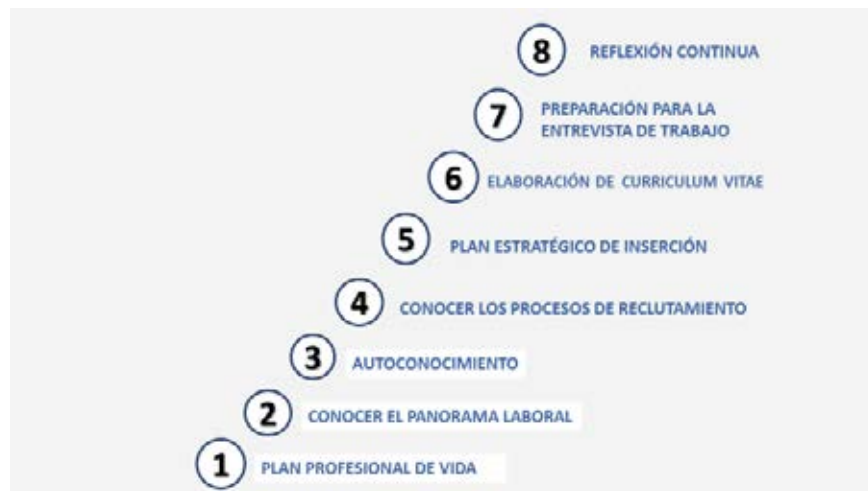 8 REFLEXIÓN CONTINUA
7 PREPARACIÓN PARA LA
ENTREVISTA DE TRABAJO
6 ELABORACIÓN DE CURRICULUM VITAE
5 PLAN ESTRATÉGICO DE INSERCIÓN
4 CONOCER LOS PROCESOS DE RECLUTAMIENTO
3 AUTOCONOCIMIENTO
2 CONOCER EL PANORAMA LABORAL
1 PLAN PROFESIONAL DE VIDA